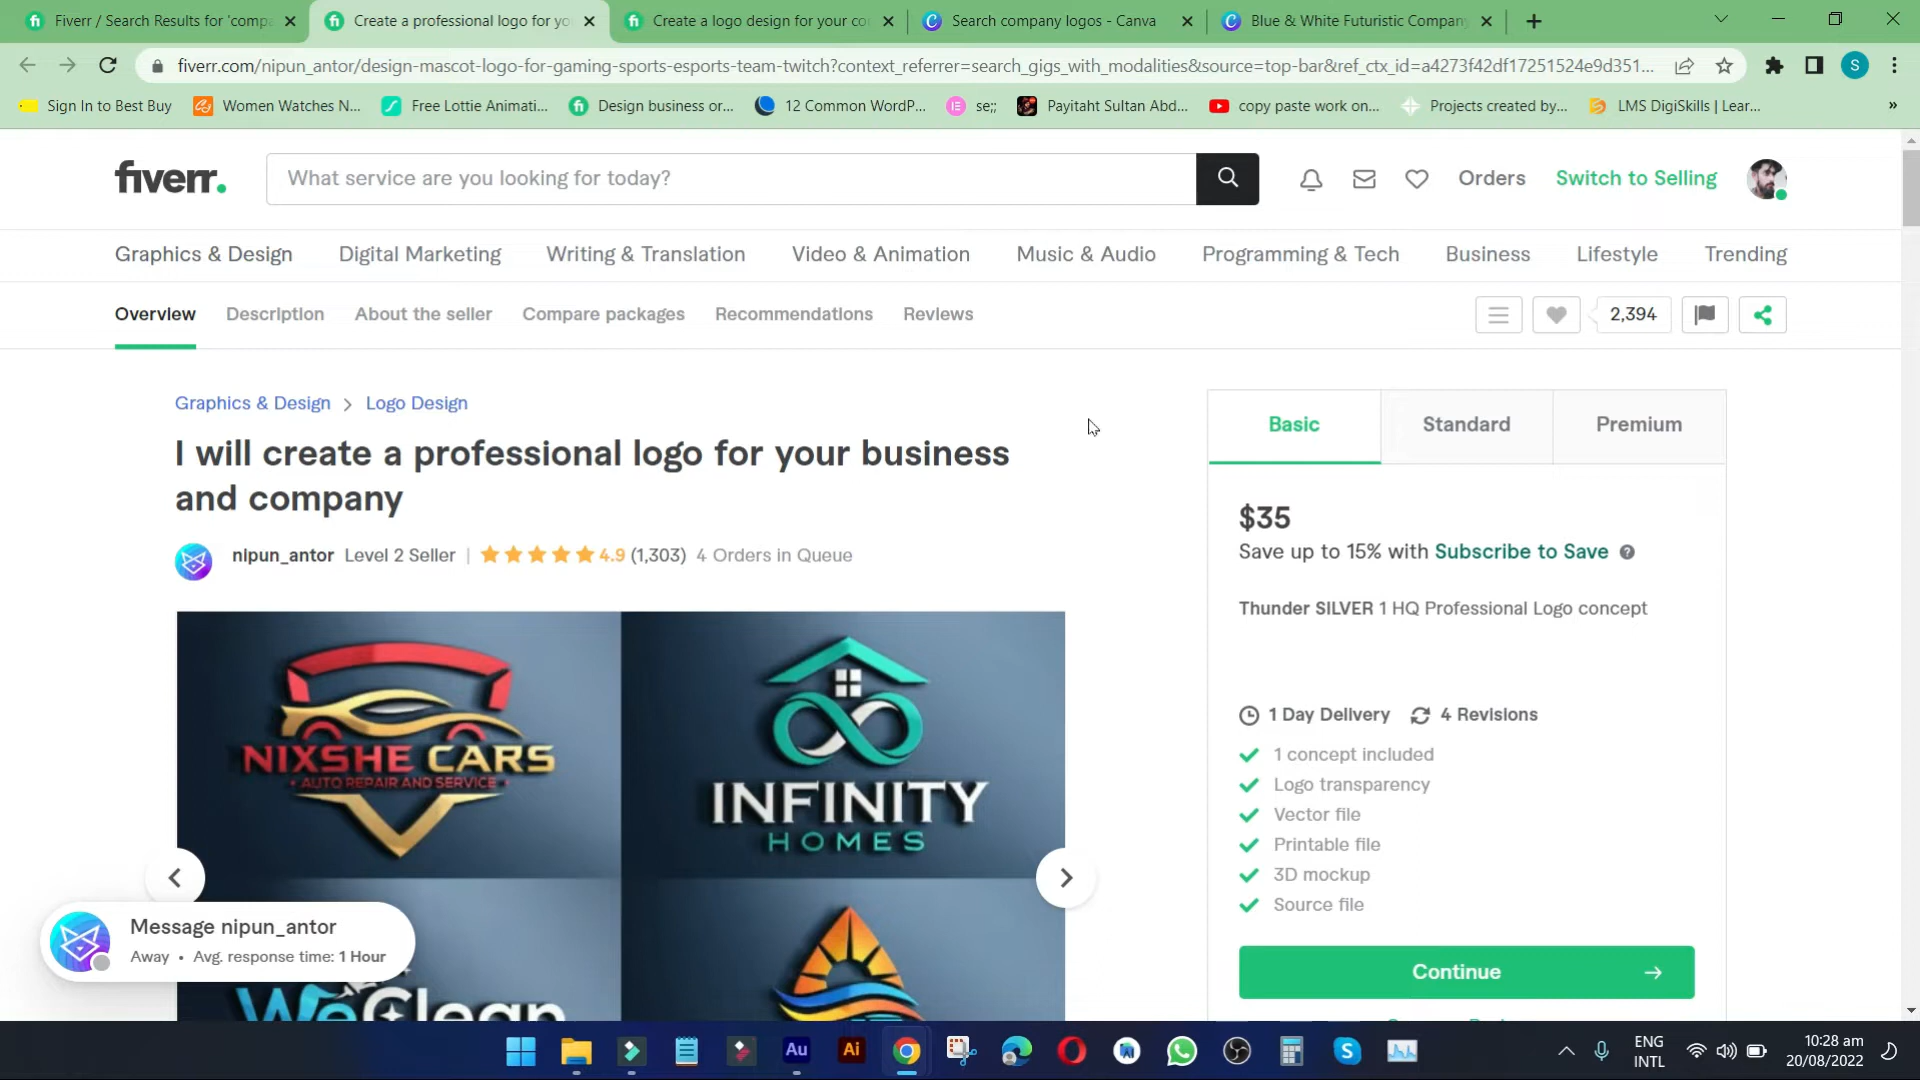 Fiverr / Search Results for 'compa
Create a professional logo for yo
Create a logo design for your co
Search company logos - Canva
Blue & White Futuristic Company
fiverr.com/nipun_antor/design-mascot-logo-for-gaming-sports-esports-team-twitch?context_referrer=search_gigs_with_modalities&source=top-bar&ref_ctx_id=a4273f42df17251524e9d351...
S
Sign In to Best Buy
Women Watches N...
Free Lottie Animati...
Design business or...
12 Common WordP...
se;;
Payitaht Sultan Abd...
copy paste work on...
Projects created by...
LMS DigiSkills | Lear...
»
fiverr.
What service are you looking for today?
Orders
Switch to Selling
Graphics & Design
Digital Marketing
Writing & Translation
Video & Animation
Music & Audio
Programming & Tech
Business
Lifestyle
Trending
Overview
Description
About the seller
Compare packages
Recommendations
Reviews
2,394
Graphics & Design > Logo Design
I will create a professional logo for your business
and company
nipun_antor Level 2 Seller | 4.9 (1,303) 4 Orders in Queue
NIXSHE CARS
• AUTO REPAIR AND SERVICE •
INFINITY
HOMES
WeClean
Message nipun_antor
Away • Avg. response time: 1 Hour
Basic
Standard
Premium
$35
Save up to 15% with Subscribe to Save
Thunder SILVER 1 HQ Professional Logo concept
1 Day Delivery
4 Revisions
1 concept included
Logo transparency
Vector file
Printable file
3D mockup
Source file
Continue
Au
Ai
ENG
INTL
10:28 am
20/08/2022